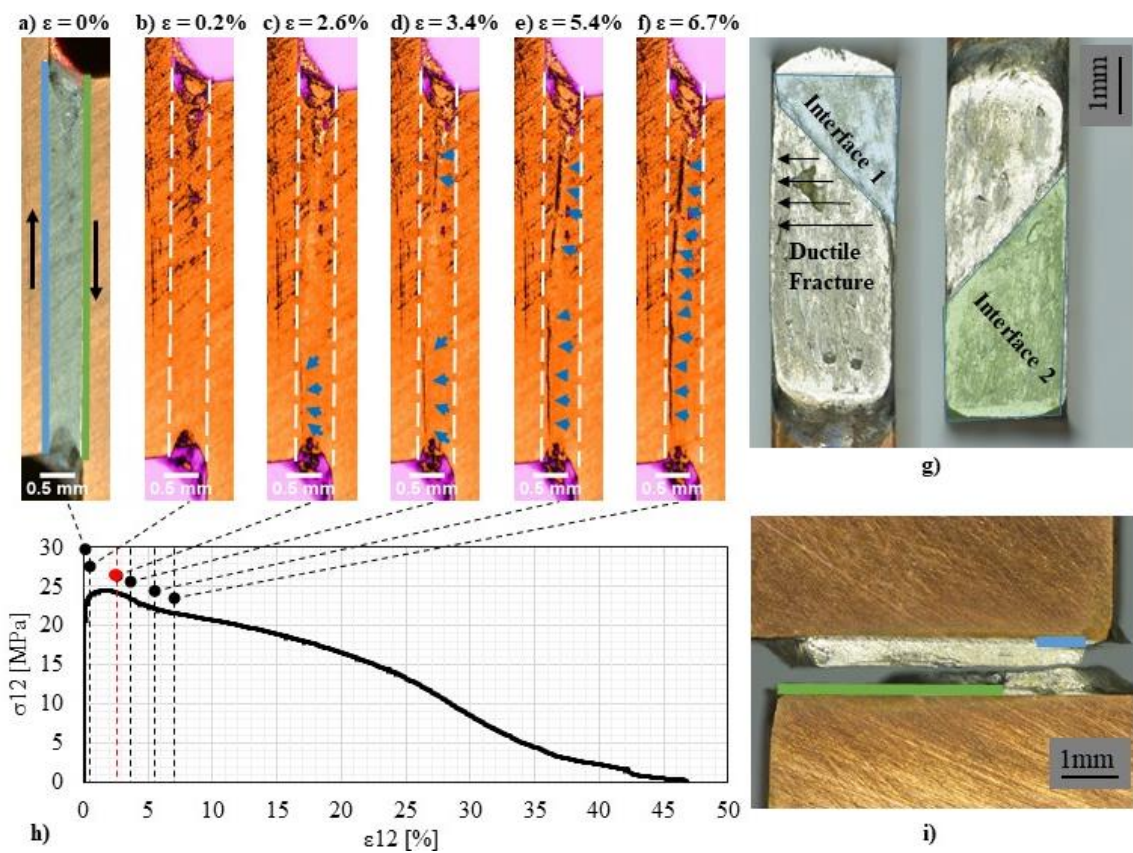 a) ε = 0%
b) ε = 0.2%
c) ε = 2.6%
d) ε = 3.4%
e) ε = 5.4%
f) ε = 6.7%
0.5 mm
0.5 mm
0.5 mm
0.5 mm
0.5 mm
0.5 mm
Interface 1
Ductile
Fracture
Interface 2
1mm
g)
30
25
20
15
10
5
0
σ12 [MPa]
0
5
10
15
20
25
30
35
40
45
50
h)
ε12 [%]
1mm
i)